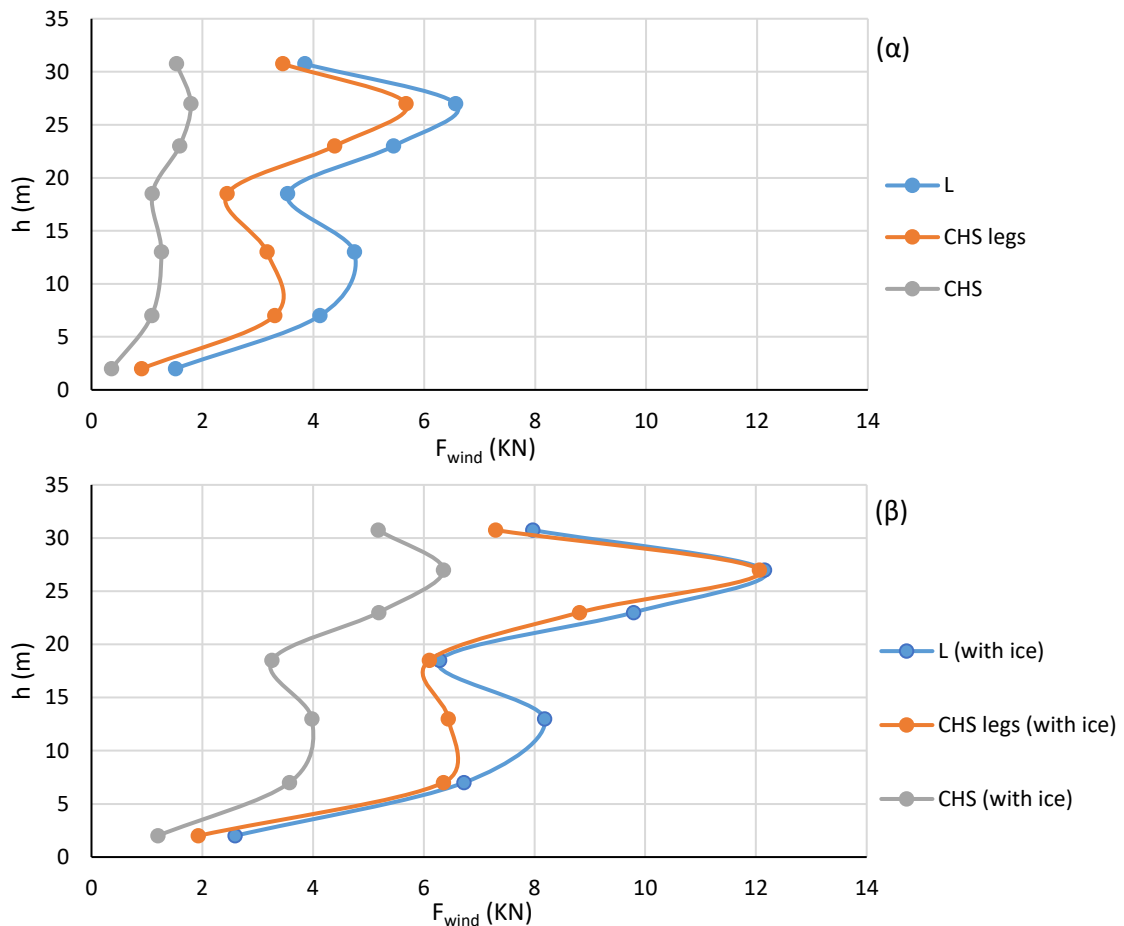 35
30
25
20
15
10
5
0
h (m)
0 2 4 6 8 10 12 14
F_wind (KN)
(α)
L
CHS legs
CHS
35
30
25
20
15
10
5
0
h (m)
0 2 4 6 8 10 12 14
F_wind (KN)
(β)
L (with ice)
CHS legs (with ice)
CHS (with ice)